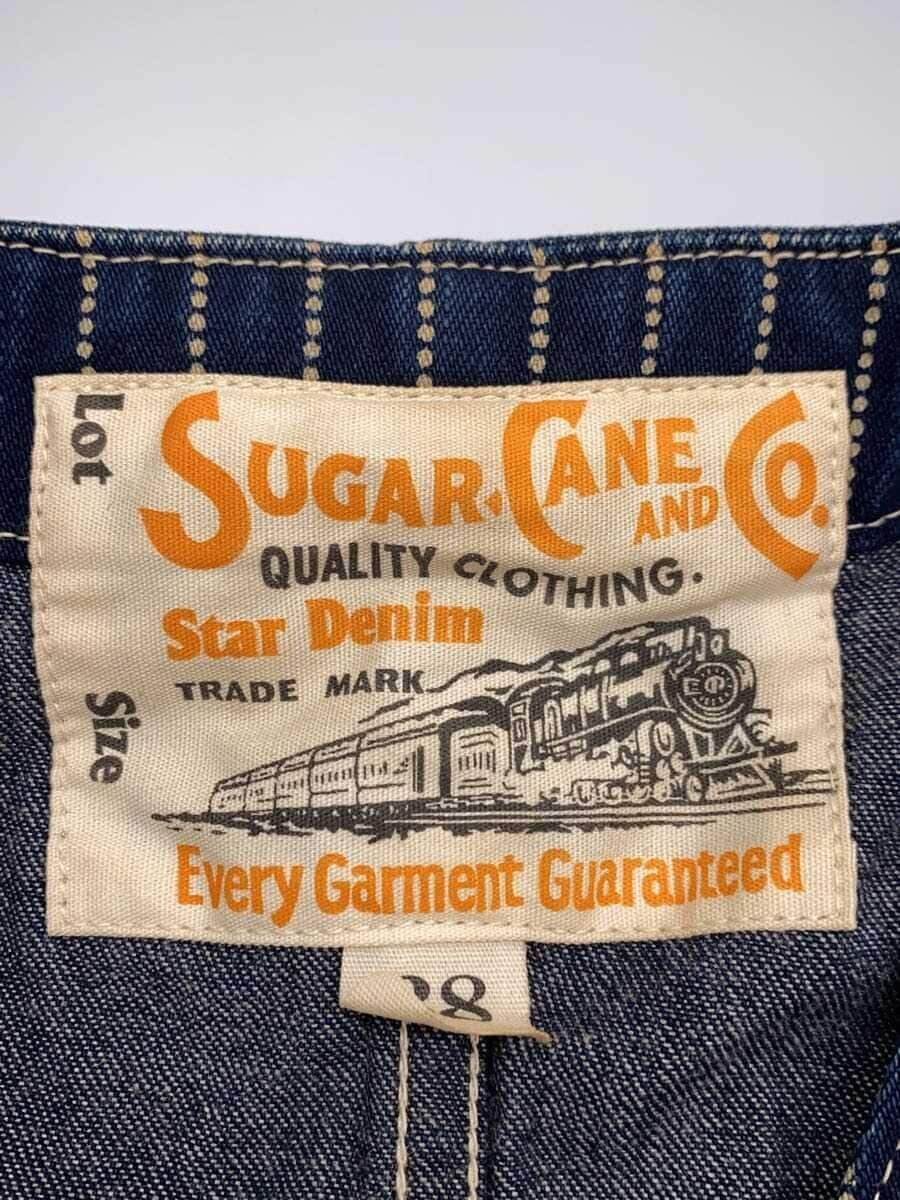 Lot
SUGAR CANE AND CO.
QUALITY CLOTHING.
Star Denim
TRADE MARK
Size
Every Garment Guaranteed